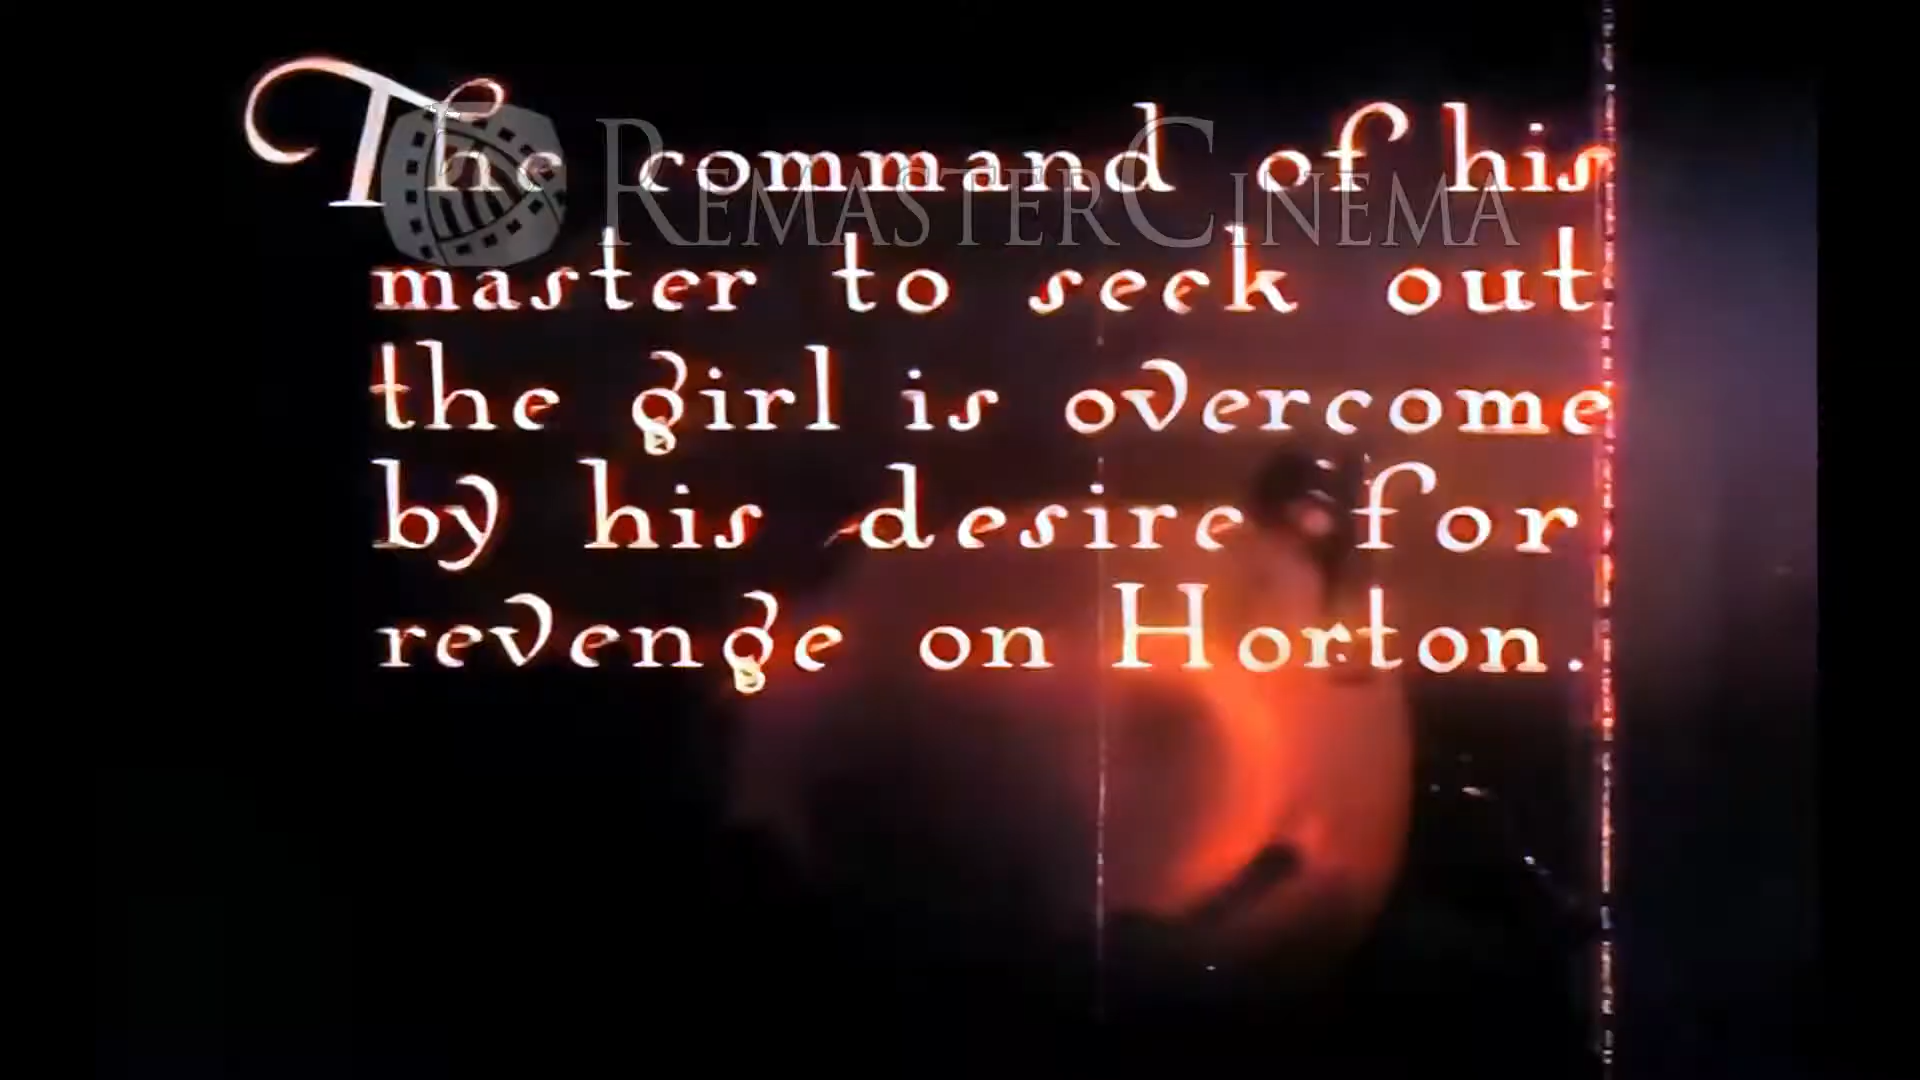 The command of his
REMASTERCINEMA
master to seek out
the girl is overcome
by his desire for
revenge on Horton.